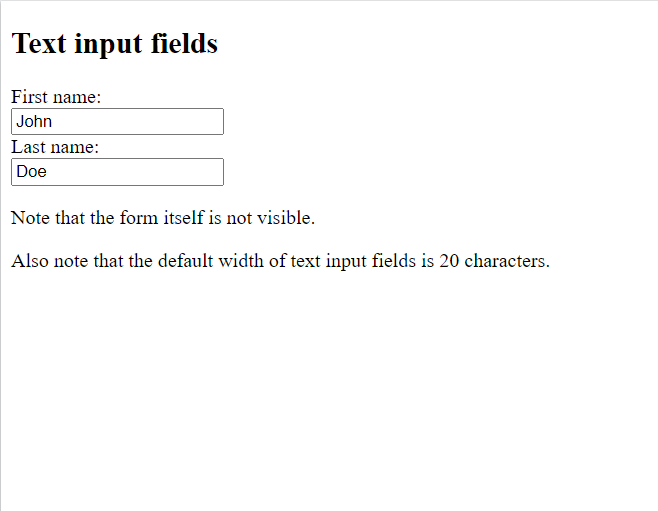 Text input fields
First name:
John
Last name:
Doe
Note that the form itself is not visible.
Also note that the default width of text input fields is 20 characters.